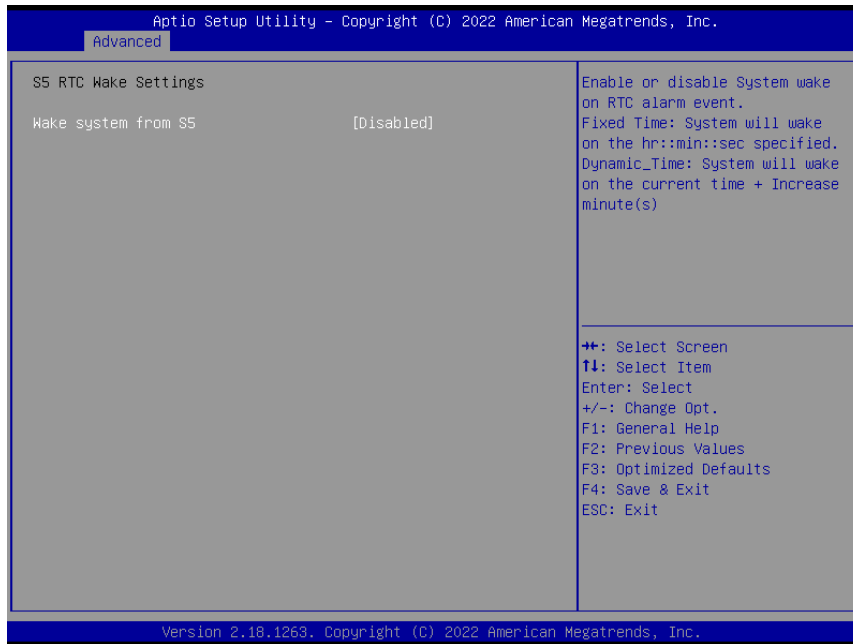 Aptio Setup Utility – Copyright (C) 2022 American Megatrends, Inc.
Advanced
S5 RTC Wake Settings
Wake system from S5 [Disabled]
Enable or disable System wake
on RTC alarm event.
Fixed Time: System will wake
on the hr::min::sec specified.
Dynamic_Time: System will wake
on the current time + Increase
minute(s)
→←: Select Screen
↑↓: Select Item
Enter: Select
+/-: Change Opt.
F1: General Help
F2: Previous Values
F3: Optimized Defaults
F4: Save & Exit
ESC: Exit
Version 2.18.1263. Copyright (C) 2022 American Megatrends, Inc.